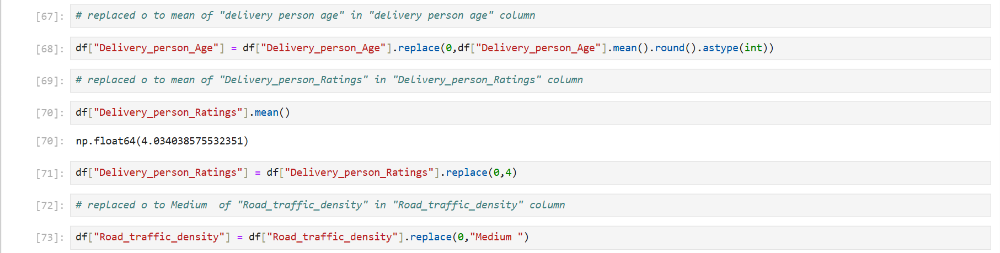 [67]: # replaced o to mean of "delivery person age" in "delivery person age" column
[68]: df["Delivery_person_Age"] = df["Delivery_person_Age"].replace(0,df["Delivery_person_Age"].mean().round().astype(int))
[69]: # replaced o to mean of "Delivery_person_Ratings" in "Delivery_person_Ratings" column
[70]: df["Delivery_person_Ratings"].mean()
[70]: np.float64(4.034038575532351)
[71]: df["Delivery_person_Ratings"] = df["Delivery_person_Ratings"].replace(0,4)
[72]: # replaced o to Medium  of "Road_traffic_density" in "Road_traffic_density" column
[73]: df["Road_traffic_density"] = df["Road_traffic_density"].replace(0,"Medium ")